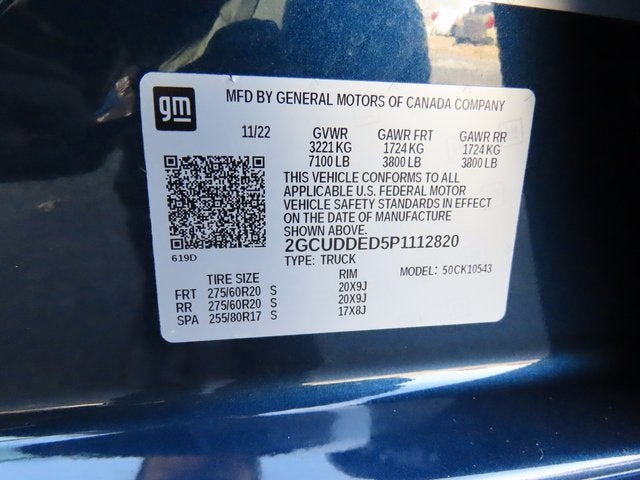 gm
MFD BY GENERAL MOTORS OF CANADA COMPANY
11/22 GVWR GAWR FRT GAWR RR
3221 KG 1724 KG 1724 KG
7100 LB 3800 LB 3800 LB
THIS VEHICLE CONFORMS TO ALL
APPLICABLE U.S. FEDERAL MOTOR
VEHICLE SAFETY STANDARDS IN EFFECT
ON THE DATE OF MANUFACTURE
SHOWN ABOVE.
619D
2GCUDDED5P1112820
TYPE: TRUCK MODEL: 50CK10543
TIRE SIZE RIM
FRT 275/60R20 S 20X9J
RR 275/60R20 S 20X9J
SPA 255/80R17 S 17X8J